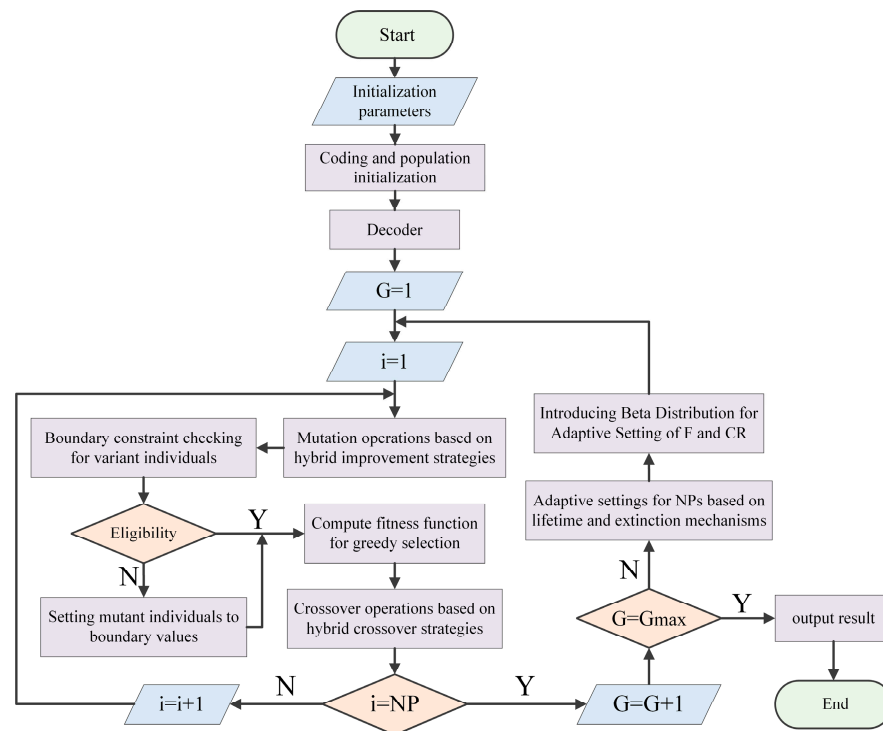 Start
Initialization
parameters
Coding and population
initialization
Decoder
G=1
i=1
Mutation operations based on
hybrid improvement strategies
Boundary constraint checking
for variant individuals
Eligibility
Y
N
Setting mutant individuals to
boundary values
Compute fitness function
for greedy selection
Crossover operations based on
hybrid crossover strategies
i=NP
N
i=i+1
Y
G=G+1
G=Gmax
N
Adaptive settings for NPs based on
lifetime and extinction mechanisms
Introducing Beta Distribution for
Adaptive Setting of F and CR
Y
output result
End